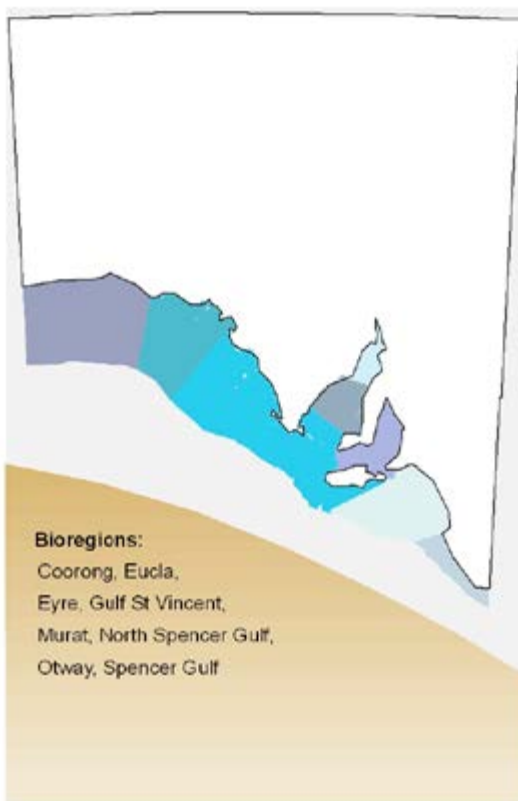 Bioregions:
Coorong, Eucla,
Eyre, Gulf St Vincent,
Murat, North Spencer Gulf,
Otway, Spencer Gulf